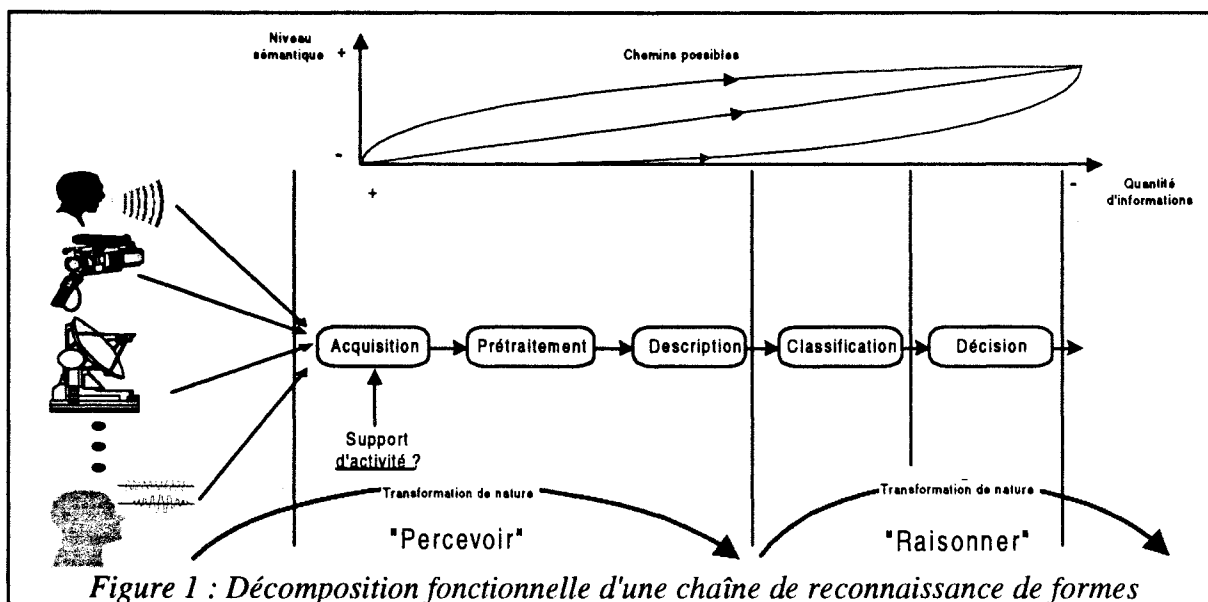 Niveau
sémantique
+
Chemins possibles
-
+
-
Quantité
d'informations
Acquisition
Prétraitement
Description
Classification
Décision
Support
d'activité ?
Transformation de nature
Transformation de nature
"Percevoir"
"Raisonner"
Figure 1 : Décomposition fonctionnelle d'une chaîne de reconnaissance de formes